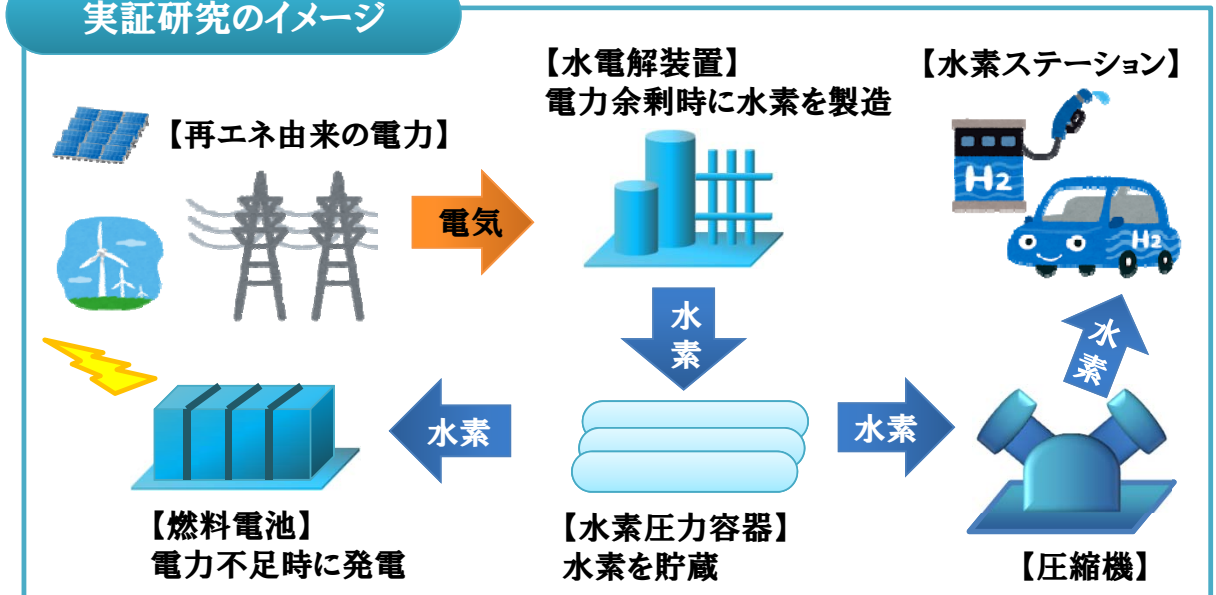 実証研究のイメージ
【再エネ由来の電力】
電気
【水電解装置】
電力余剰時に水素を製造
【水素ステーション】
H2
H2
水素
水素
水素
水素
【燃料電池】
電力不足時に発電
【水素圧力容器】
水素を貯蔵
【圧縮機】